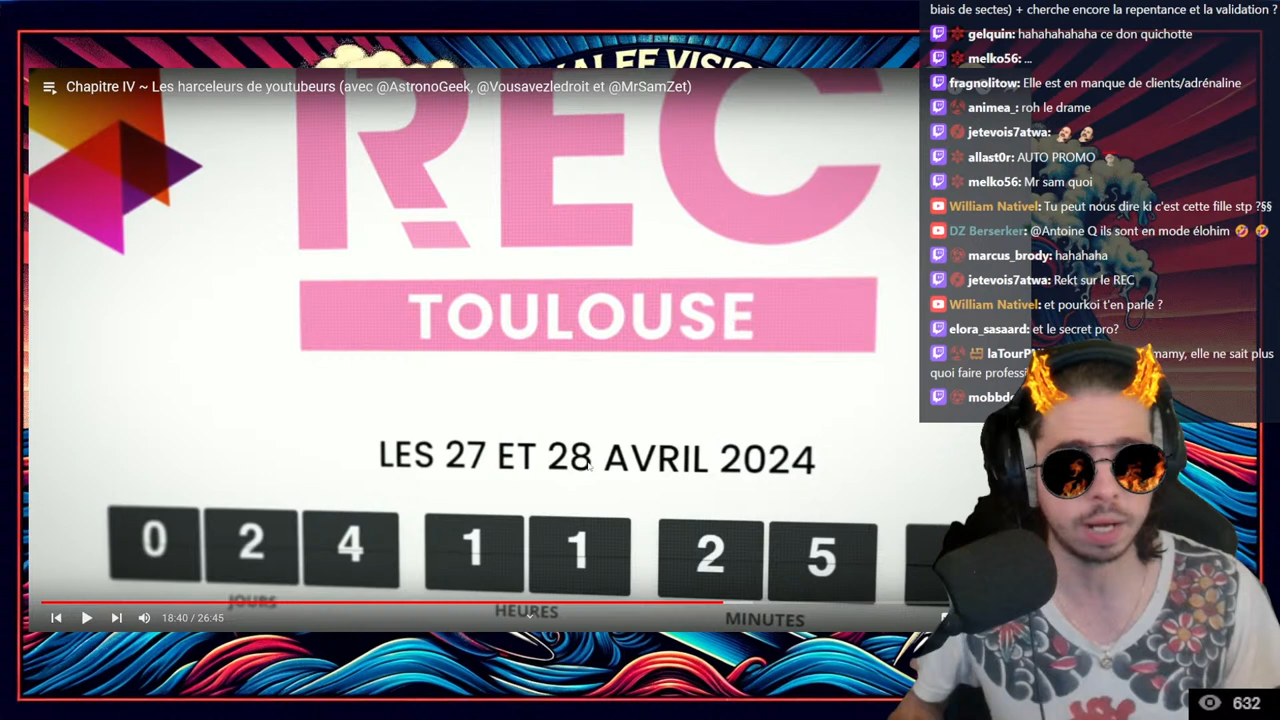 biais de sectes) + cherche encore la repentance et la validation ?
gelquin: hahahahahaha ce don quichotte
melko56: ...
fragnolitow: Elle est en manque de clients/adrénaline
animea_: roh le drame
jetevois7atwa:
allast0r: AUTO PROMO
melko56: Mr sam quoi
William Nativel: Tu peut nous dire ki c'est cette fille stp ?§§
DZ Berserker: @Antoine Q ils sont en mode élohim
marcus_brody: hahahaha
jetevois7atwa: Rekt sur le REC
William Nativel: et pourkoi t'en parle ?
elora_sasaard: et le secret pro?
mamy, elle ne sait plus
quoi faire
Chapitre IV ~ Les harceleurs de youtubeurs (avec @AstronoGeek, @Vousavezledroit et @MrSamZet)
REC
TOULOUSE
LES 27 ET 28 AVRIL 2024
0 2 4 1 1 2 5
JOURS HEURES MINUTES
18:40 / 26:45
632